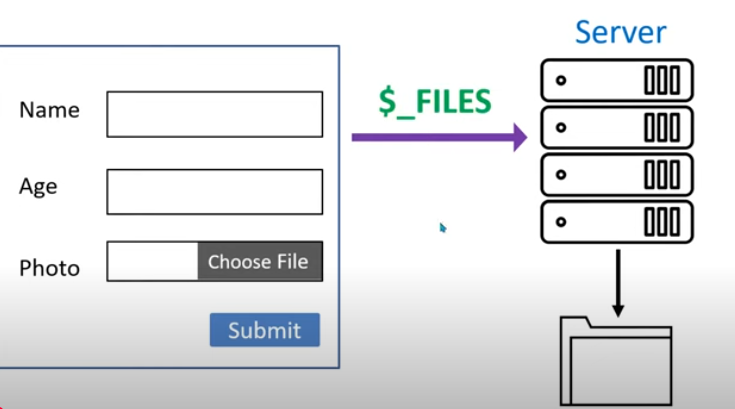 Server
$_FILES
Name
Age
Photo
Choose File
Submit